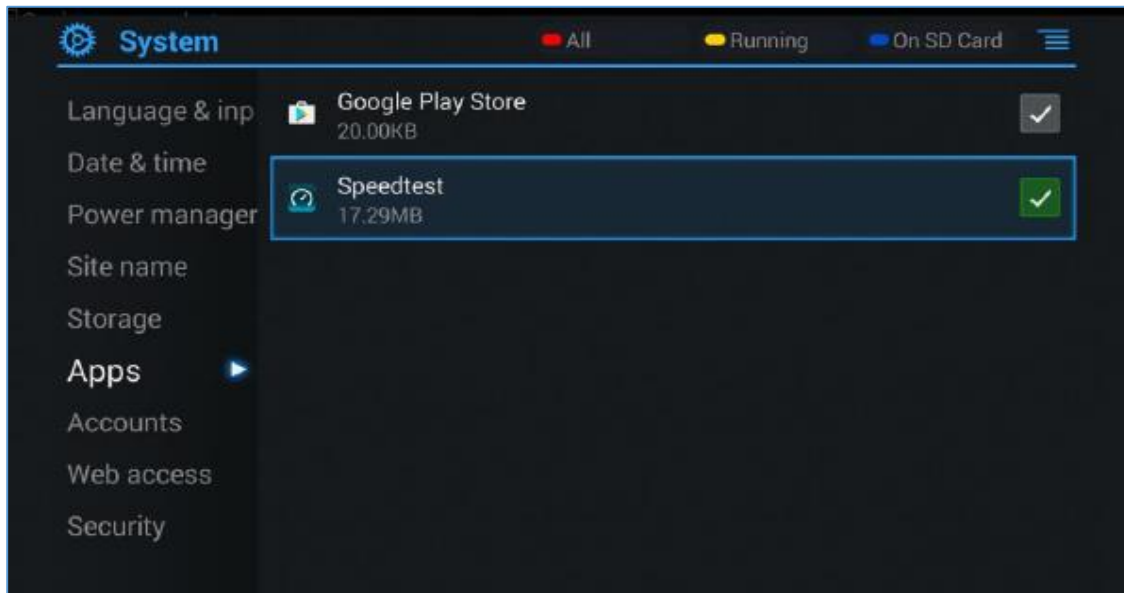 System
All
Running
On SD Card
Language & inp
Date & time
Power manager
Site name
Storage
Apps
Accounts
Web access
Security
Google Play Store
20.00KB
Speedtest
17.29MB